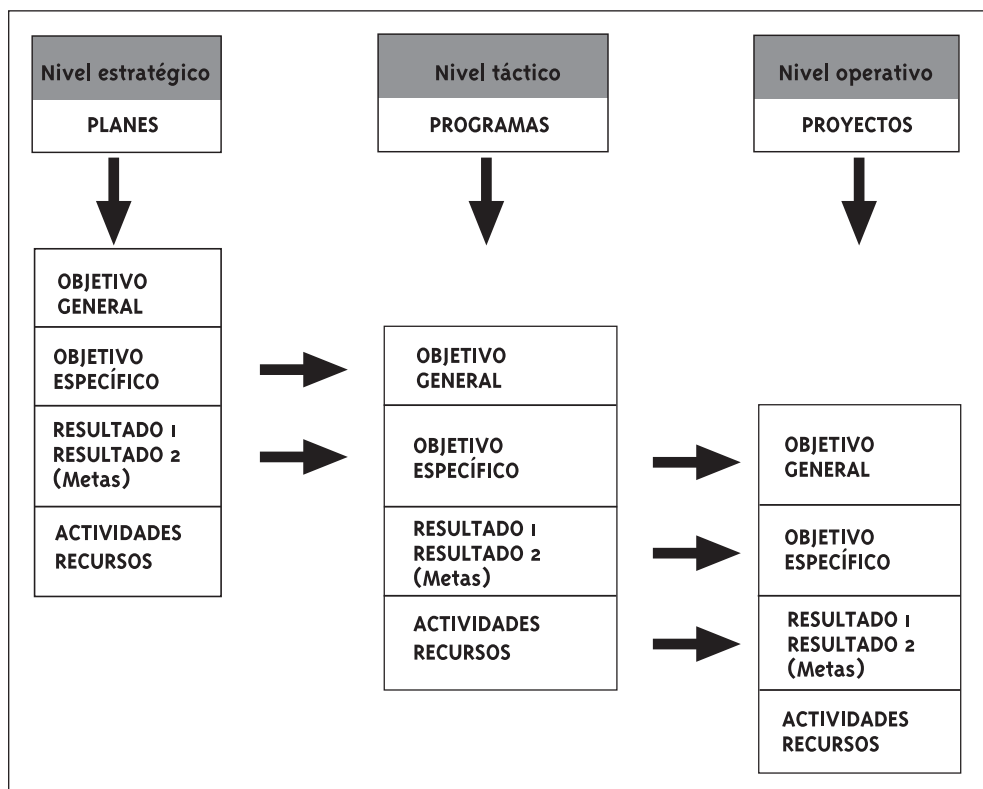 Nivel estratégico
PLANES
OBJETIVO
GENERAL
OBJETIVO
ESPECÍFICO
RESULTADO 1
RESULTADO 2
(Metas)
ACTIVIDADES
RECURSOS
Nivel táctico
PROGRAMAS
OBJETIVO
GENERAL
OBJETIVO
ESPECÍFICO
RESULTADO 1
RESULTADO 2
(Metas)
ACTIVIDADES
RECURSOS
Nivel operativo
PROYECTOS
OBJETIVO
GENERAL
OBJETIVO
ESPECÍFICO
RESULTADO 1
RESULTADO 2
(Metas)
ACTIVIDADES
RECURSOS